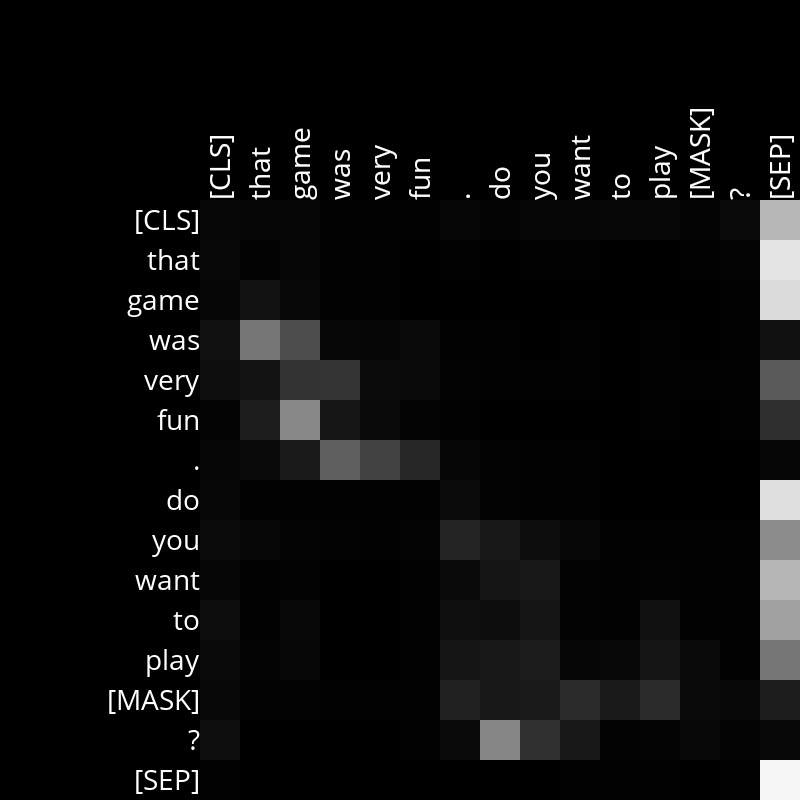 [CLS] that game was very fun . do you want to play [MASK] ? [SEP]
[CLS]
that
game
was
very
fun
.
do
you
want
to
play
[MASK]
?
[SEP]